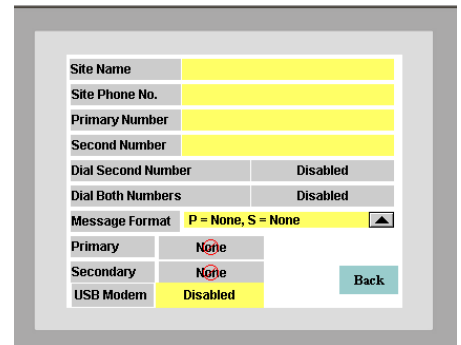 Site Name
Site Phone No.
Primary Number
Second Number
Dial Second Number Disabled
Dial Both Numbers Disabled
Message Format P = None, S = None
Primary None
Secondary None
Back
USB Modem Disabled